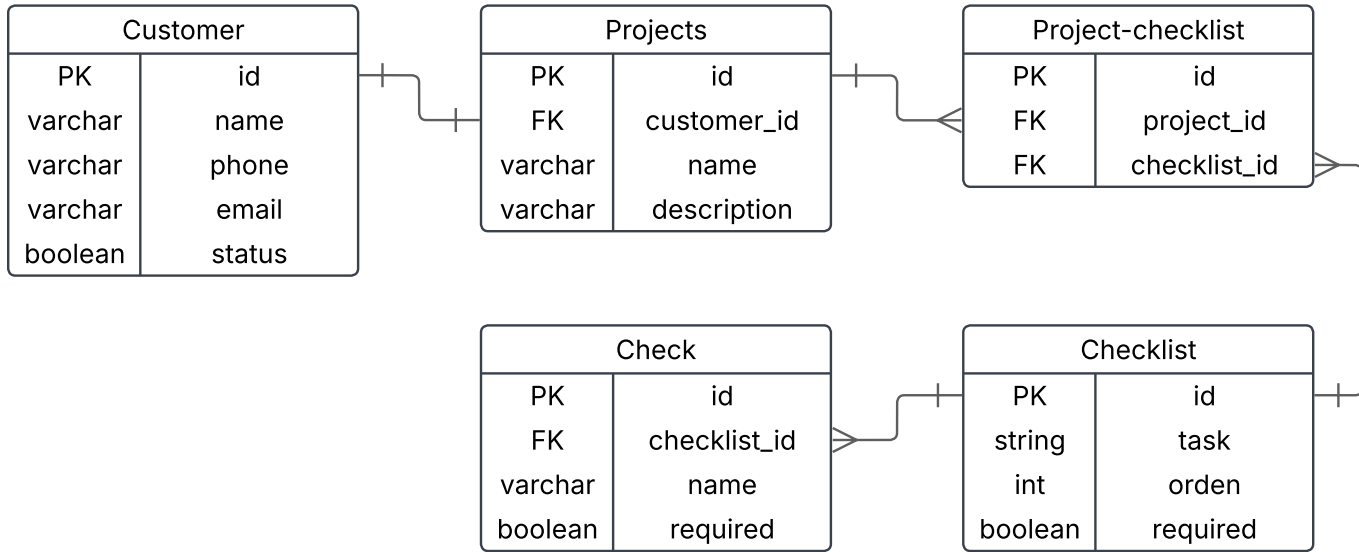 Customer
PK id
varchar name
varchar phone
varchar email
boolean status
Projects
PK id
FK customer_id
varchar name
varchar description
Project-checklist
PK id
FK project_id
FK checklist_id
Check
PK id
FK checklist_id
varchar name
boolean required
Checklist
PK id
string task
int orden
boolean required